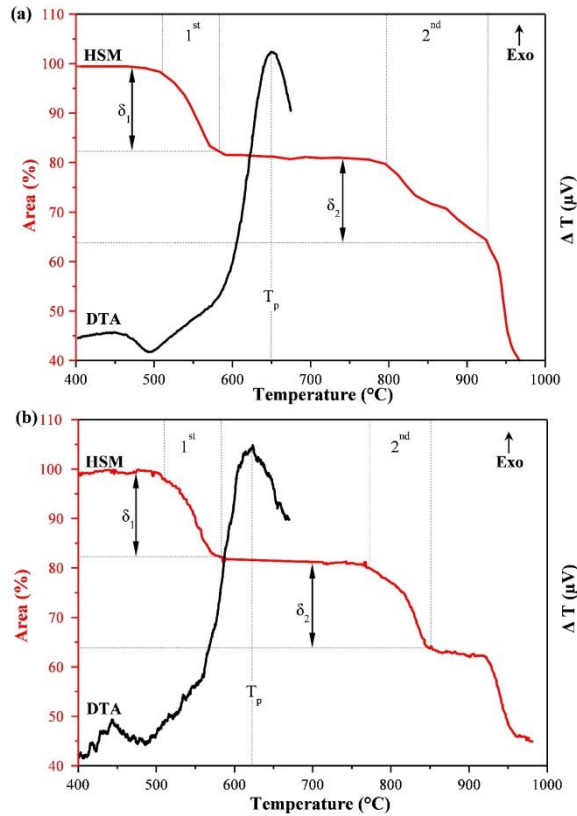 (a)
110
100
90
80
70
60
50
40
Area (%)
HSM
1st
2nd
↑
Exo
δ1
δ2
Tp
DTA
Δ T (µV)
400 500 600 700 800 900 1000
Temperature (°C)
(b)
110
100
90
80
70
60
50
40
Area (%)
HSM
1st
2nd
↑
Exo
δ1
δ2
Tp
DTA
Δ T (µV)
400 500 600 700 800 900 1000
Temperature (°C)